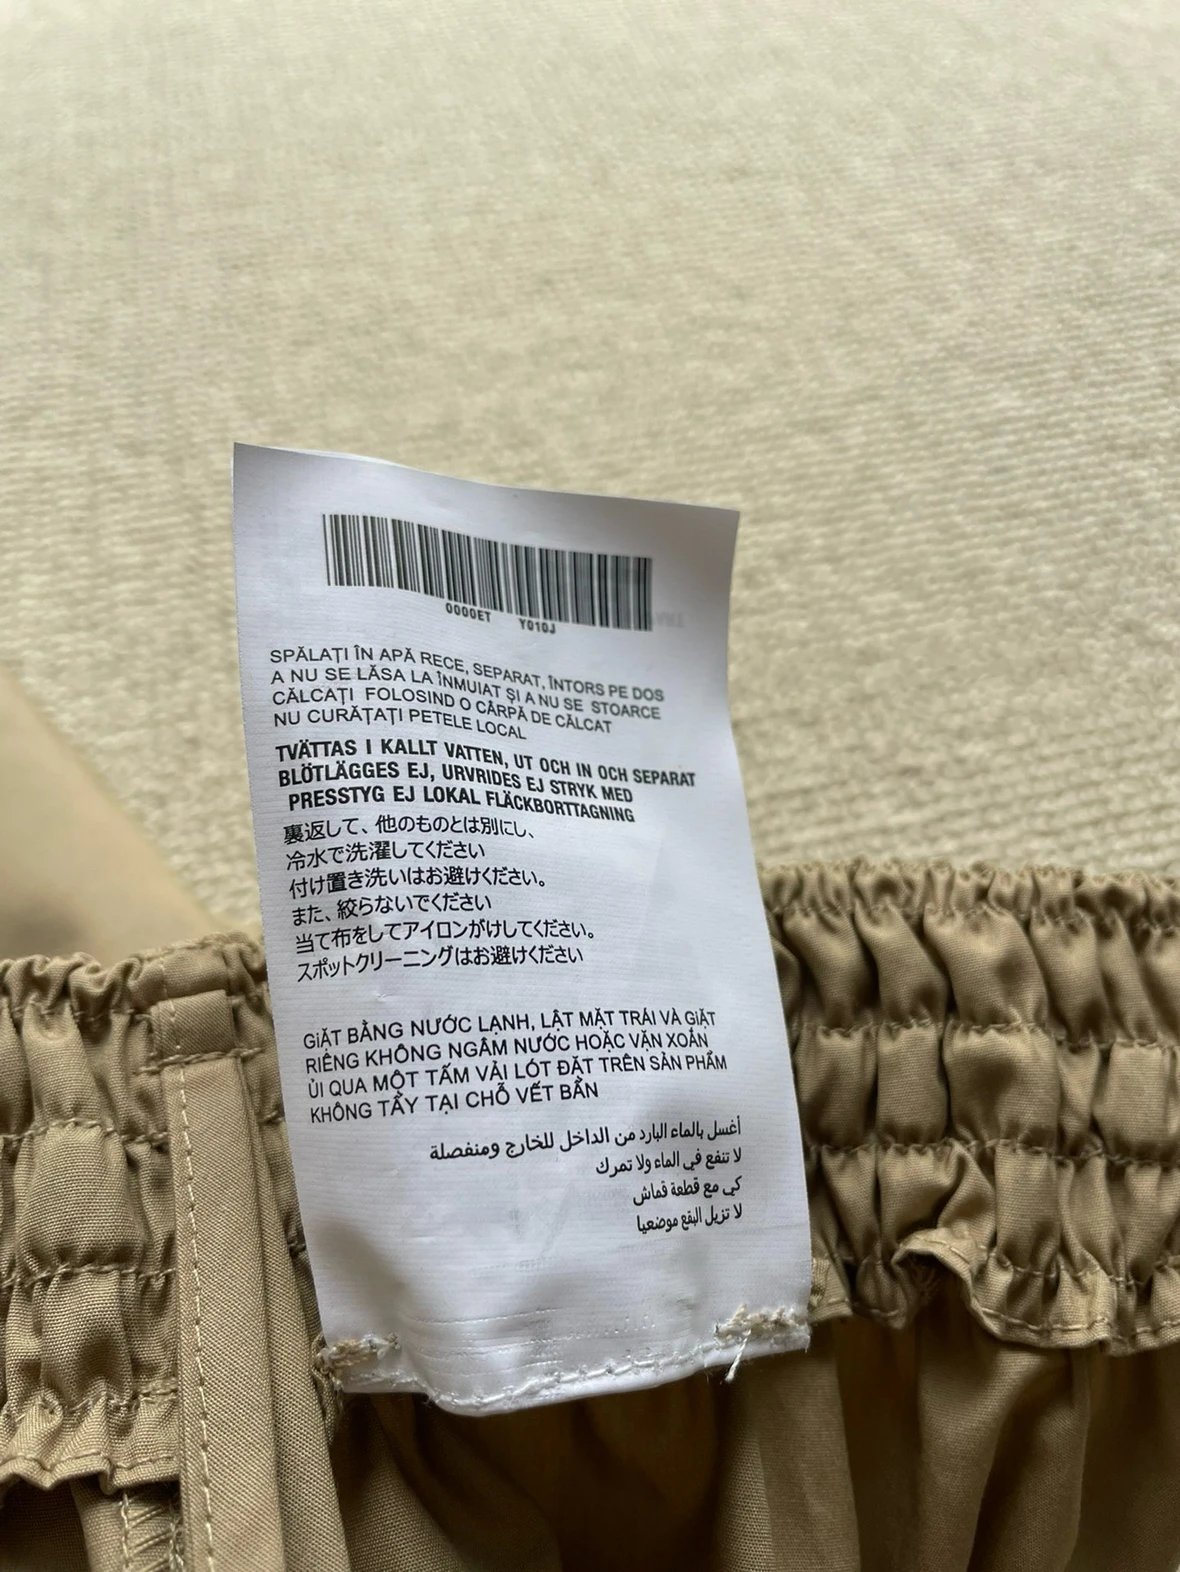 0000ET Y010J
SPĂLAȚI ÎN APĂ RECE, SEPARAT, ÎNTORS PE DOS
A NU SE LĂSA LA ÎNMUIAT ȘI A NU SE STOARCE
CĂLCAȚI FOLOSIND O CÂRPĂ DE CĂLCAT
NU CURĂȚAȚI PETELE LOCAL
TVÄTTAS I KALLT VATTEN, UT OCH IN OCH SEPARAT
BLÖTLÄGGES EJ, URVRIDES EJ STRYK MED
PRESSTYG EJ LOKAL FLÄCKBORTTAGNING
裏返して、他のものとは別にし、
冷水で洗濯してください
付け置き洗いはお避けください。
また、絞らないでください
当て布をしてアイロンがけしてください。
スポットクリーニングはお避けください
GIẶT BẰNG NƯỚC LẠNH, LẬT MẶT TRÁI VÀ GIẶT
RIÊNG KHÔNG NGÂM NƯỚC HOẶC VẶN XOẮN
ỦI QUA MỘT TẤM VẢI LÓT ĐẶT TRÊN SẢN PHẨM
KHÔNG TẨY TẠI CHỖ VẾT BẨN
أغسل بالماء البارد من الداخل للخارج ومنفصلة
لا تنفع في الماء ولا تمرك
كي مع قطعة قماش
لا تزيل البقع موضعيا